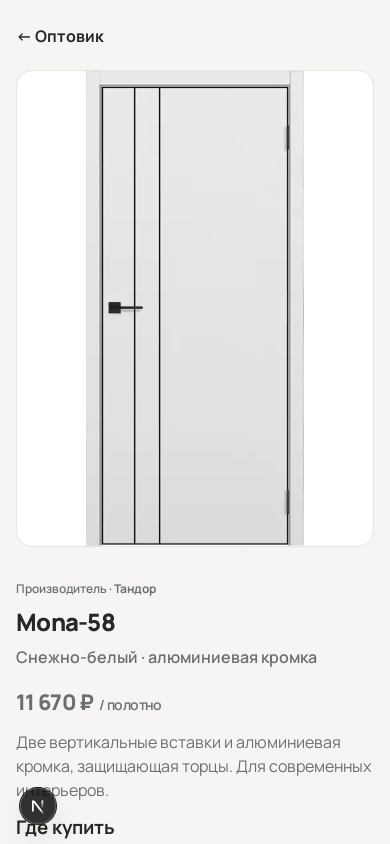 ← Оптовик
Производитель · Тандор
Mona-58
Снежно-белый · алюминиевая кромка
11 670 ₽ / полотно
Две вертикальные вставки и алюминиевая
кромка, защищающая торцы. Для современных
интерьеров.
N
Где купить